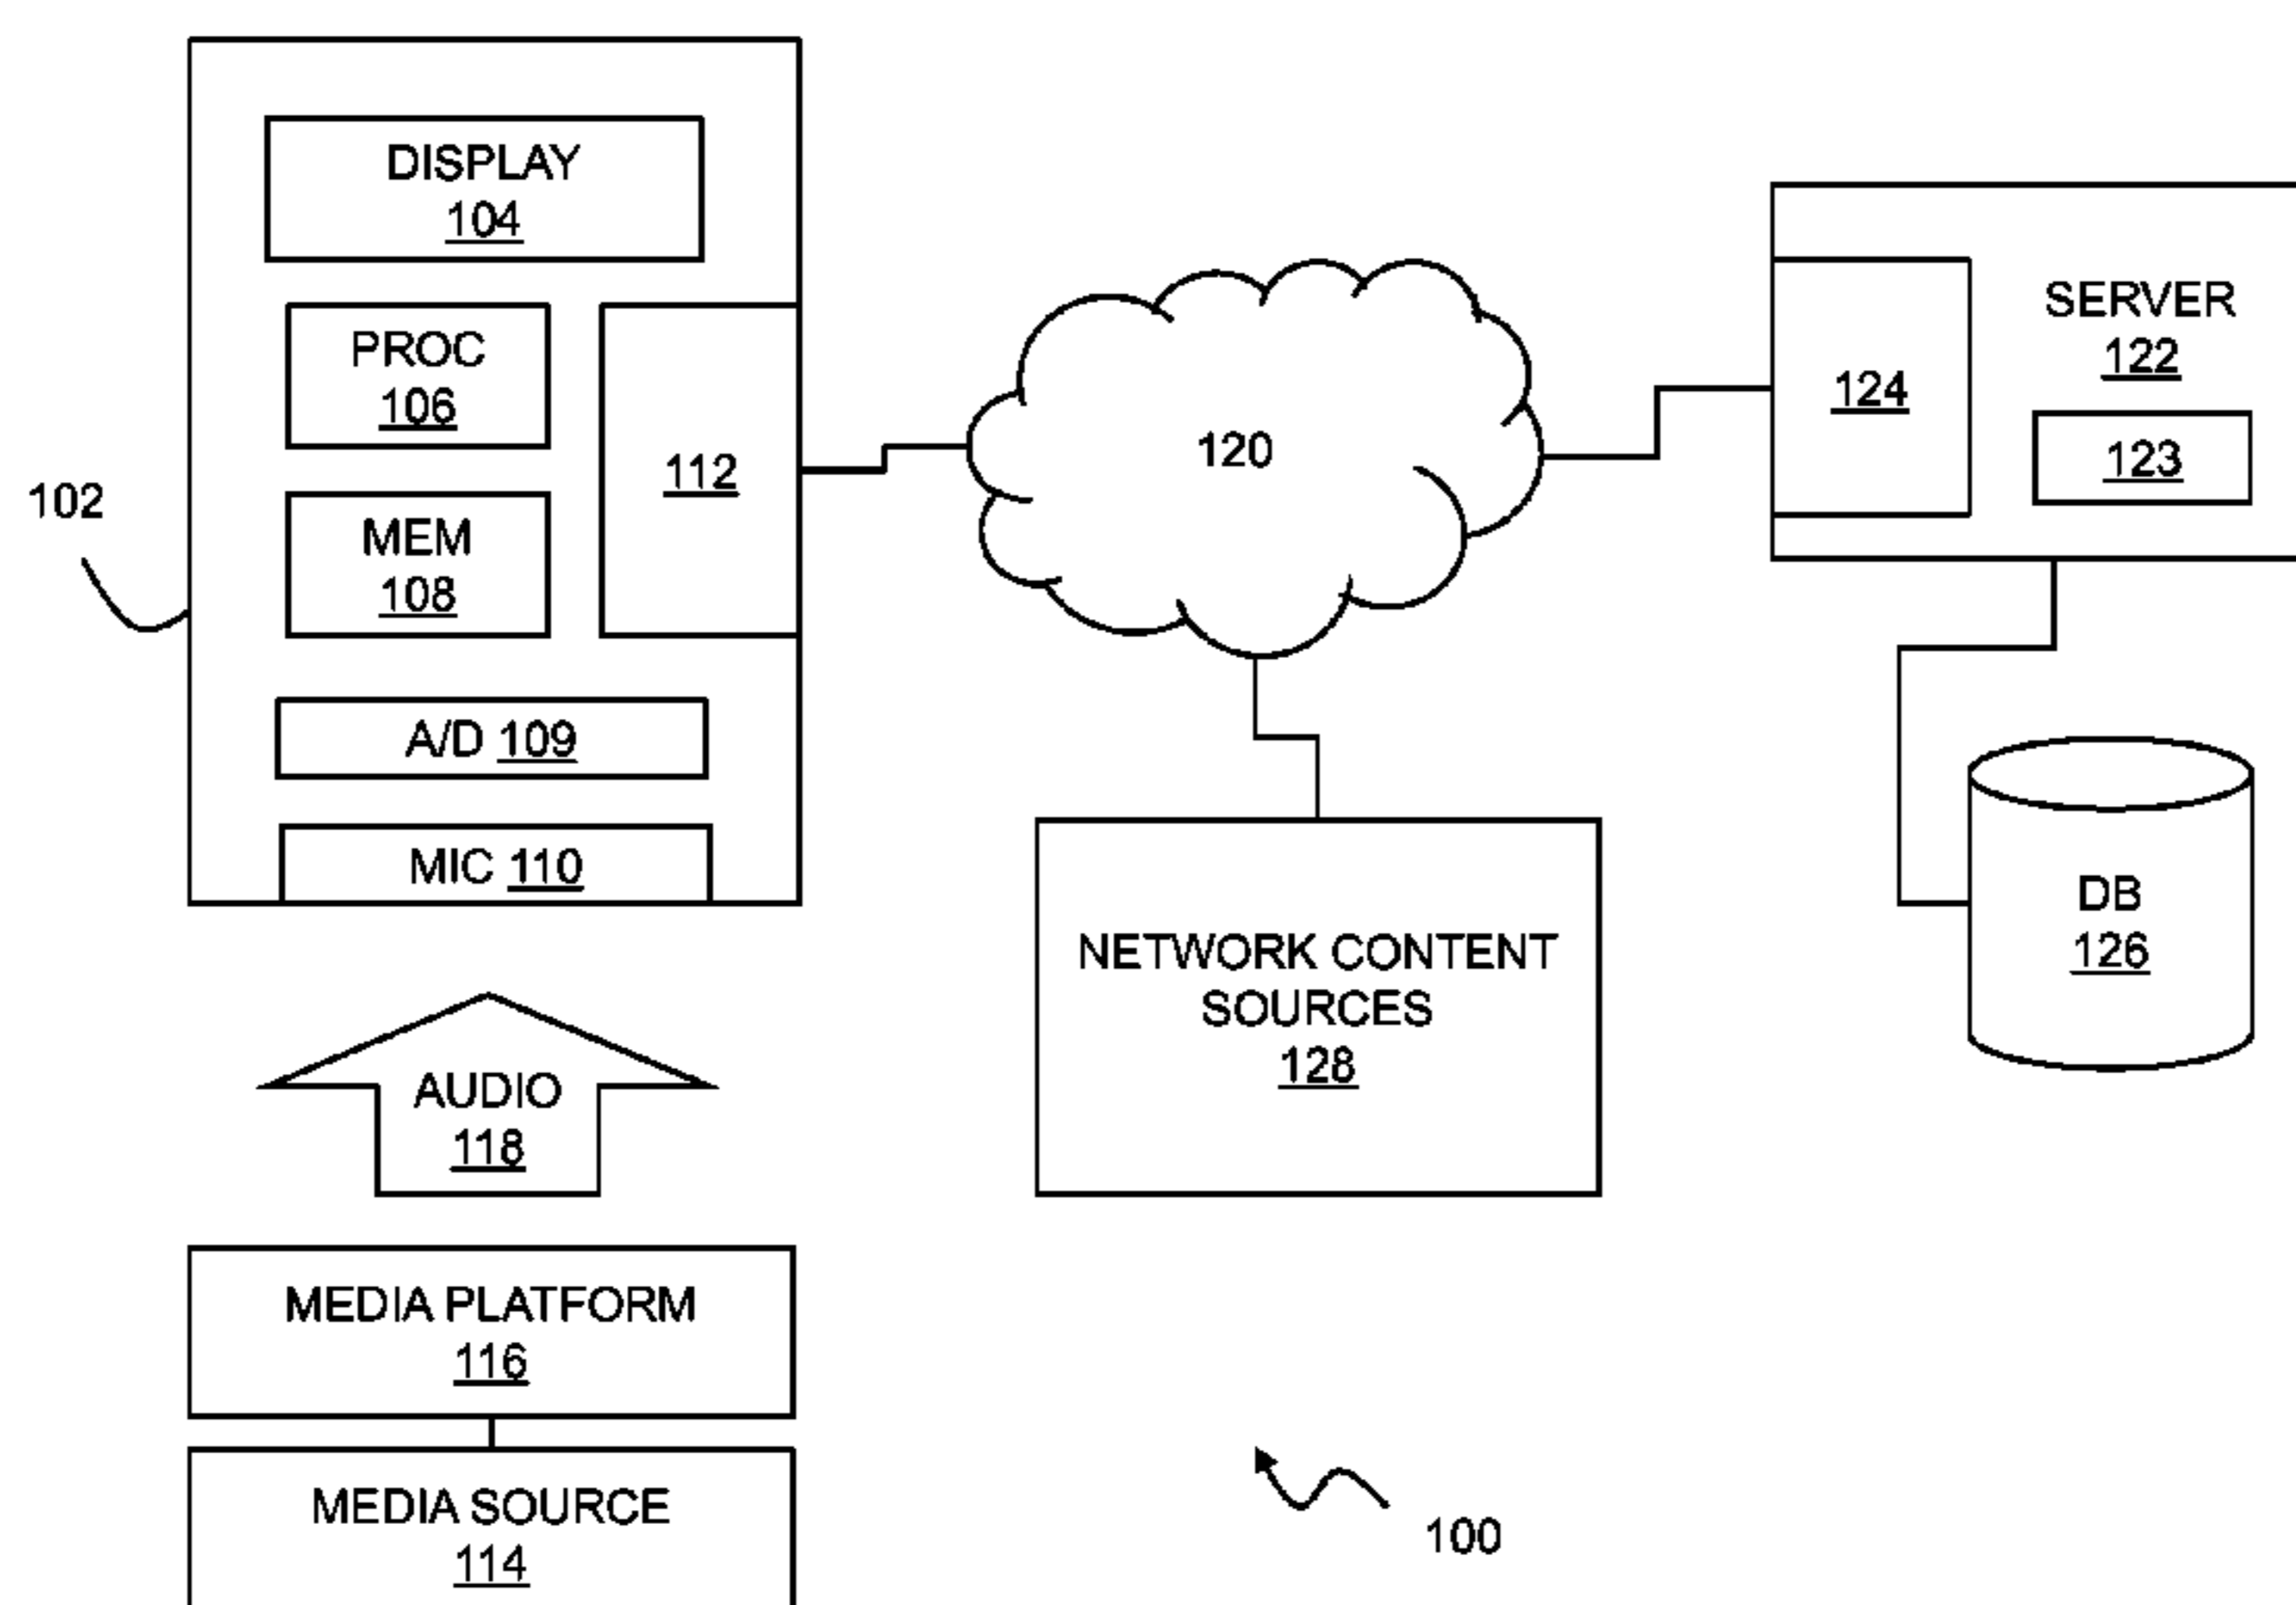 DISPLAY
104
PROC
106
112
MEM
108
102
A/D 109
MIC 110
AUDIO
118
MEDIA PLATFORM
116
MEDIA SOURCE
114
120
NETWORK CONTENT
SOURCES
128
SERVER
122
124
123
DB
126
100